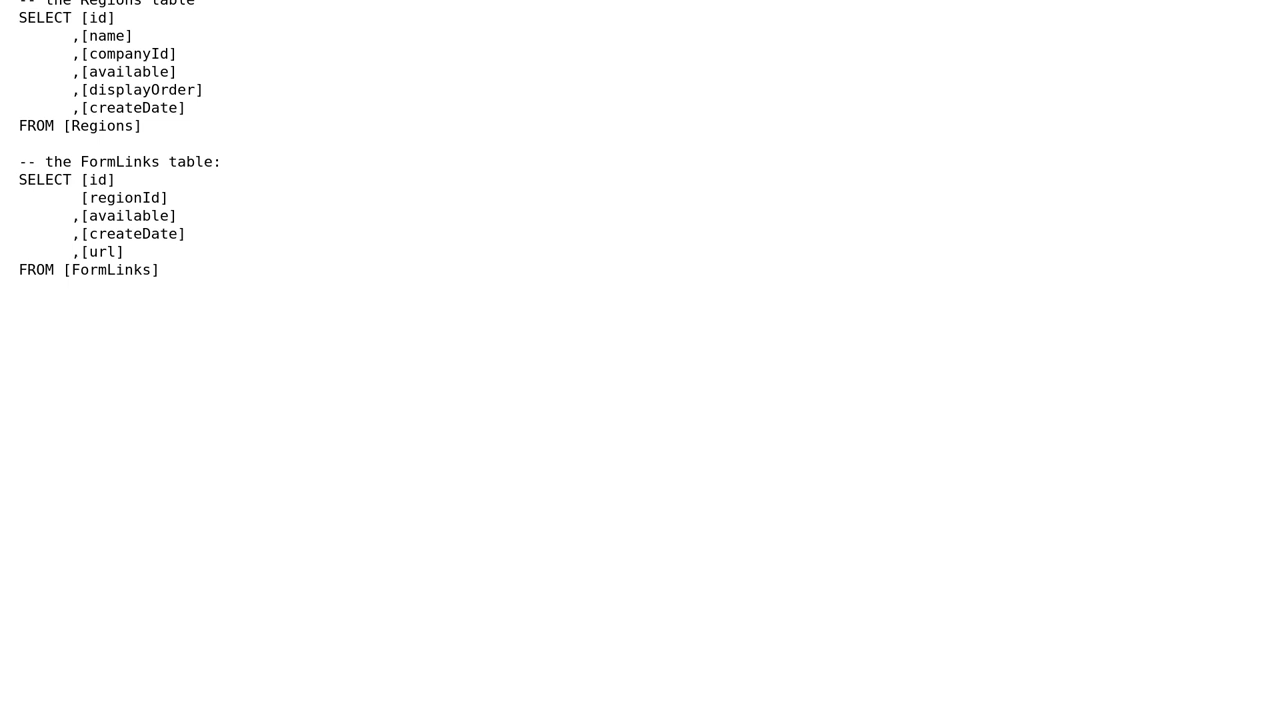 -- the Regions table
SELECT [id]
      ,[name]
      ,[companyId]
      ,[available]
      ,[displayOrder]
      ,[createDate]
FROM [Regions]

-- the FormLinks table:
SELECT [id]
       [regionId]
      ,[available]
      ,[createDate]
      ,[url]
FROM [FormLinks]